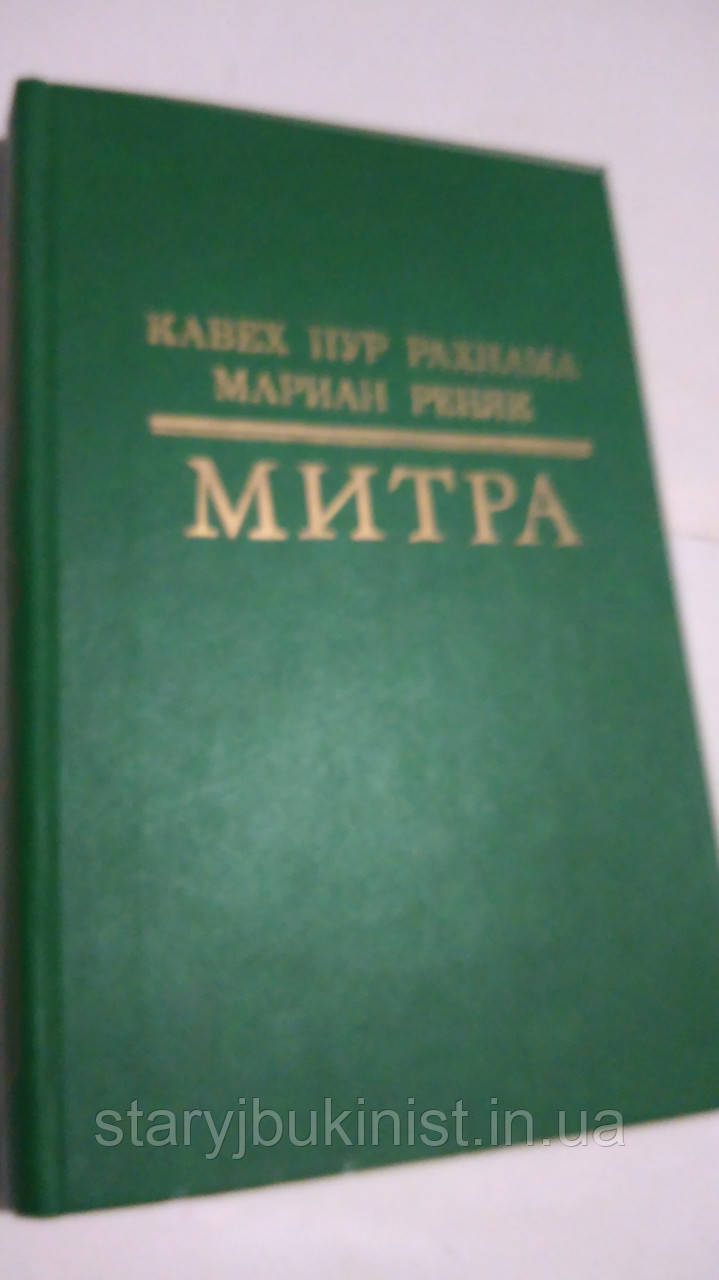 КАВЕХ ПУР РАХНАМА
МАРИАН РЕНЯК
МИТРА
staryjbukinist.in.ua